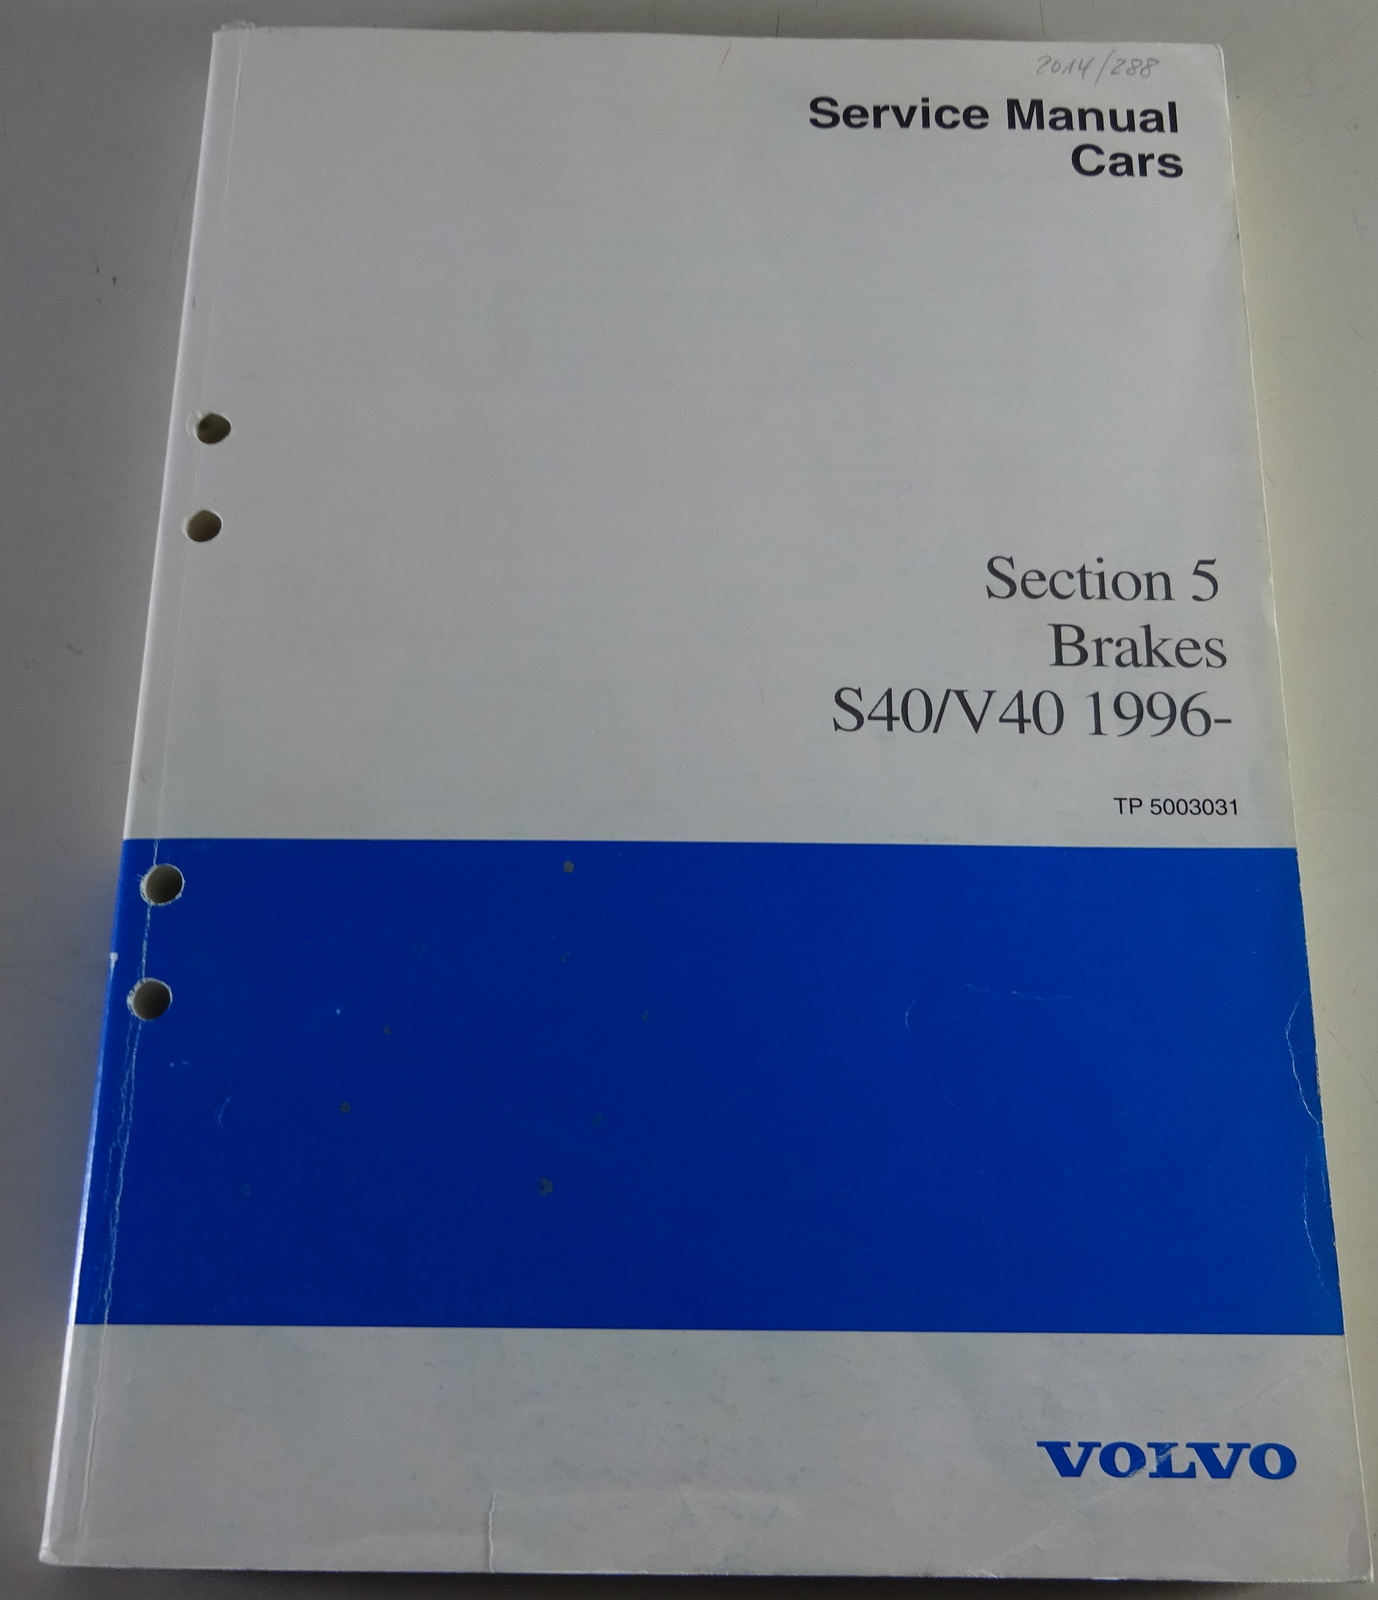 2014/288
Service Manual
Cars
Section 5
Brakes
S40/V40 1996-
TP 5003031
VOLVO